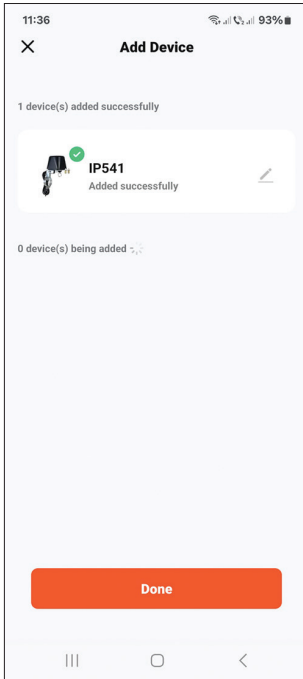 11:36
93%
Add Device
1 device(s) added successfully
IP541
Added successfully
0 device(s) being added
Done